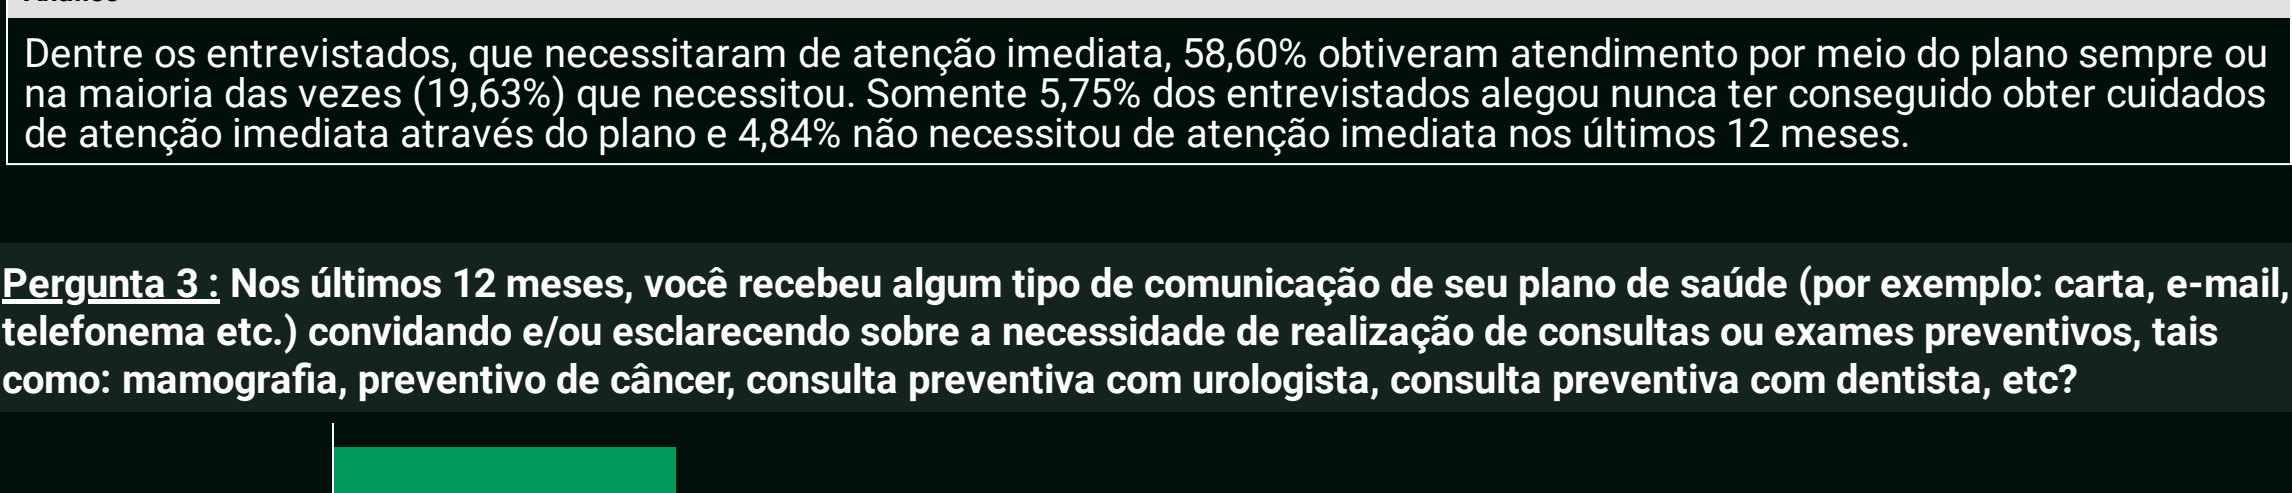 Dentre os entrevistados, que necessitaram de atenção imediata, 58,60% obtiveram atendimento por meio do plano sempre ou
na maioria das vezes (19,63%) que necessitou. Somente 5,75% dos entrevistados alegou nunca ter conseguido obter cuidados
de atenção imediata através do plano e 4,84% não necessitou de atenção imediata nos últimos 12 meses.
Pergunta 3 : Nos últimos 12 meses, você recebeu algum tipo de comunicação de seu plano de saúde (por exemplo: carta, e-mail,
telefonema etc.) convidando e/ou esclarecendo sobre a necessidade de realização de consultas ou exames preventivos, tais
como: mamografia, preventivo de câncer, consulta preventiva com urologista, consulta preventiva com dentista, etc?